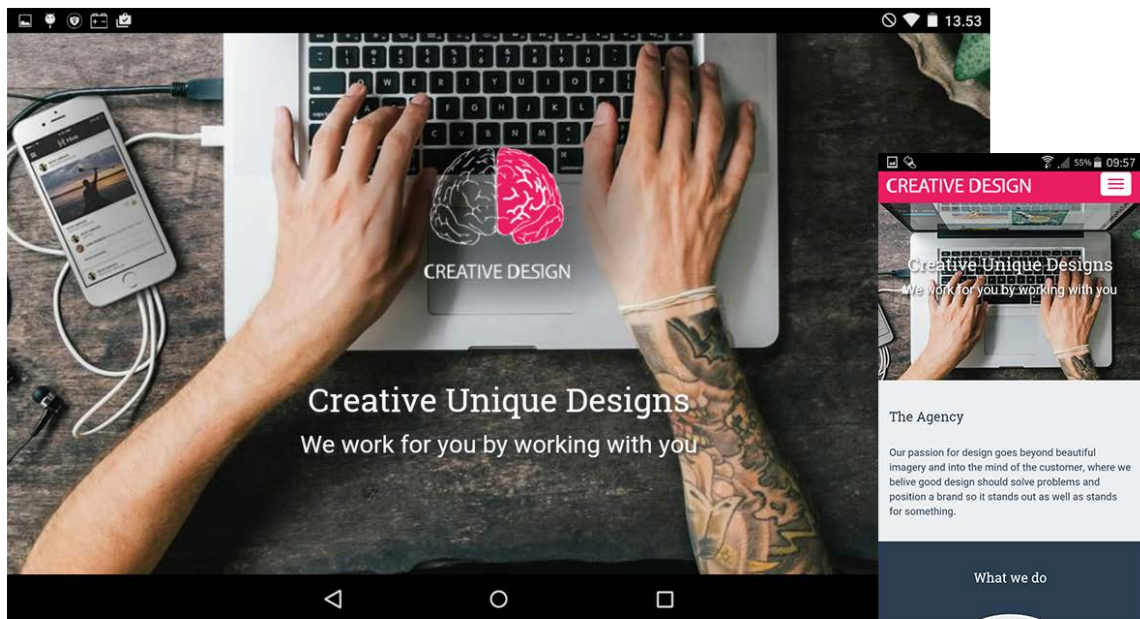 13.53
CREATIVE DESIGN
Creative Unique Designs
We work for you by working with you
55% 09:57
CREATIVE DESIGN
Creative Unique Designs
We work for you by working with you
The Agency
Our passion for design goes beyond beautiful
imagery and into the mind of the customer, where we
belive good design should solve problems and
position a brand so it stands out as well as stands
for something.
What we do